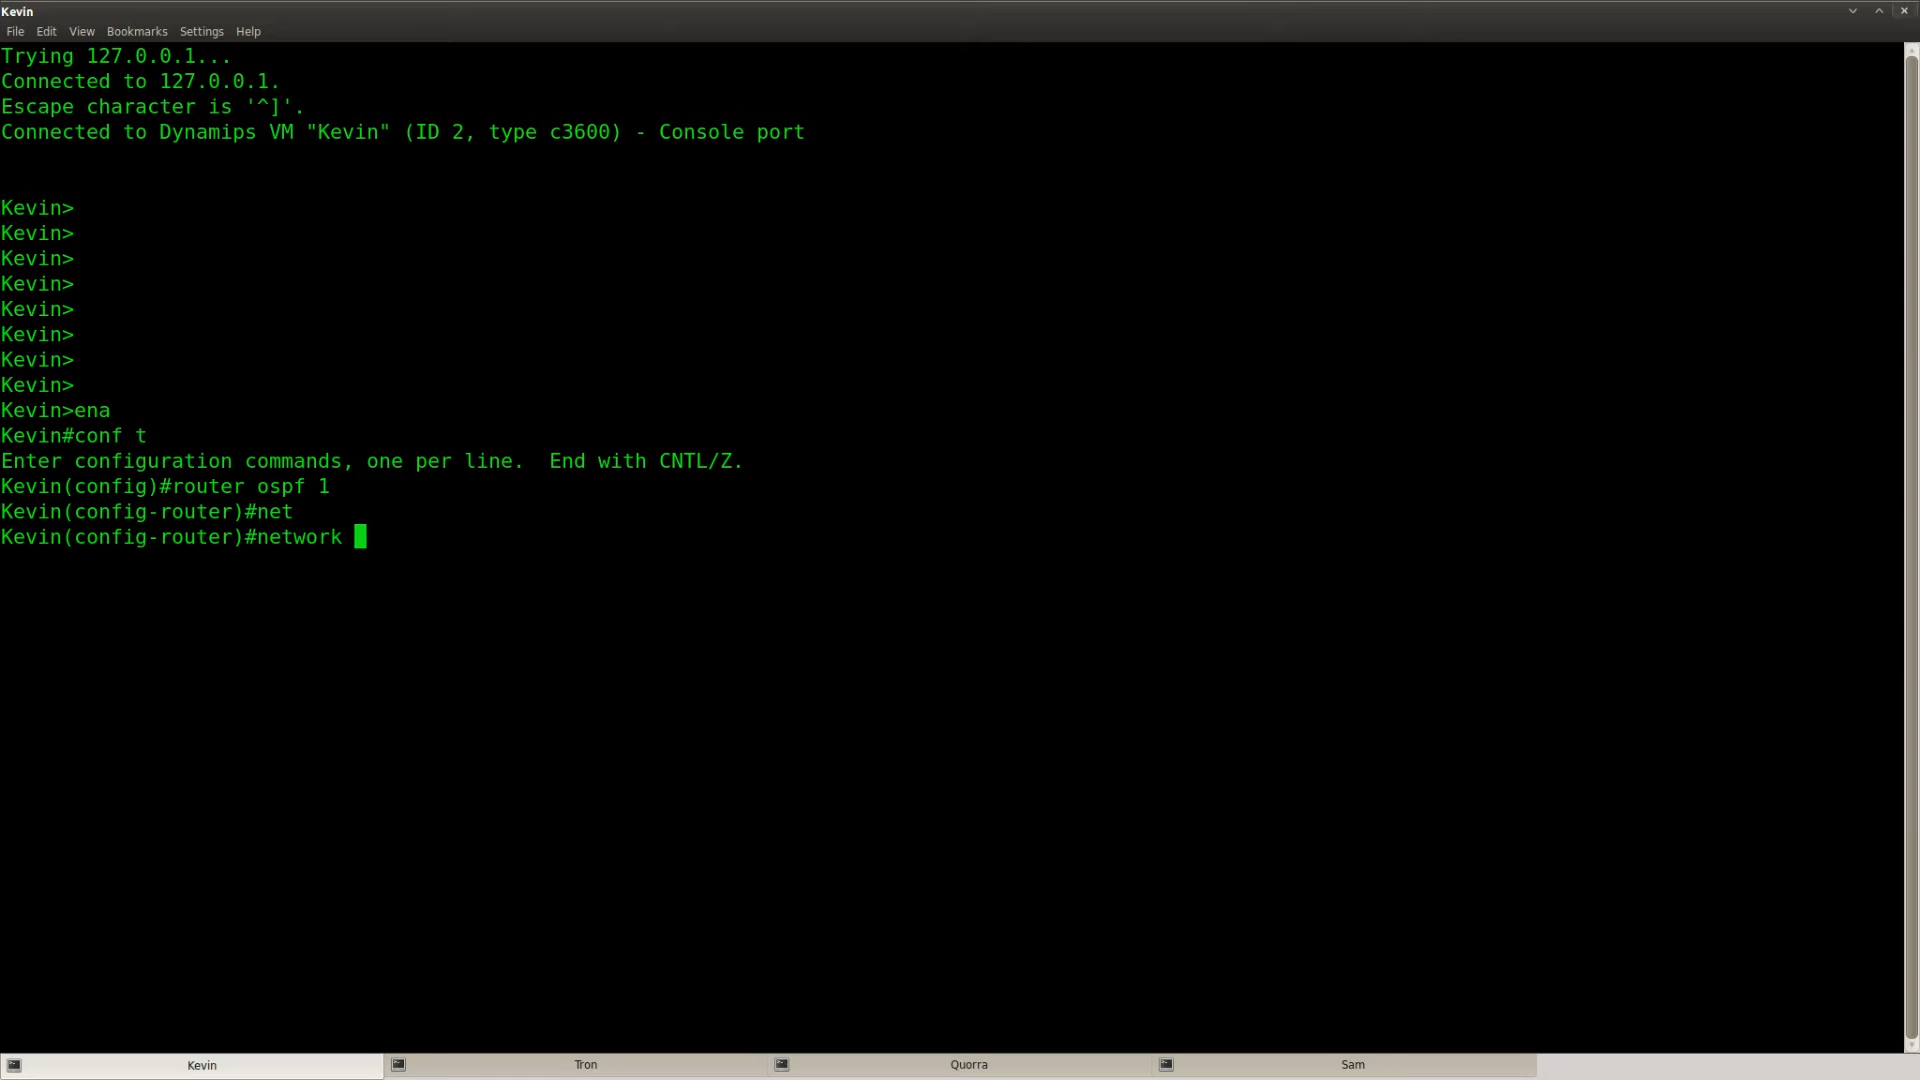 Kevin
File Edit View Bookmarks Settings Help
Trying 127.0.0.1...
Connected to 127.0.0.1.
Escape character is '^]'.
Connected to Dynamips VM "Kevin" (ID 2, type c3600) - Console port
Kevin>
Kevin>
Kevin>
Kevin>
Kevin>
Kevin>
Kevin>
Kevin>
Kevin>ena
Kevin#conf t
Enter configuration commands, one per line.  End with CNTL/Z.
Kevin(config)#router ospf 1
Kevin(config-router)#net
Kevin(config-router)#network
Kevin Tron Quorra Sam